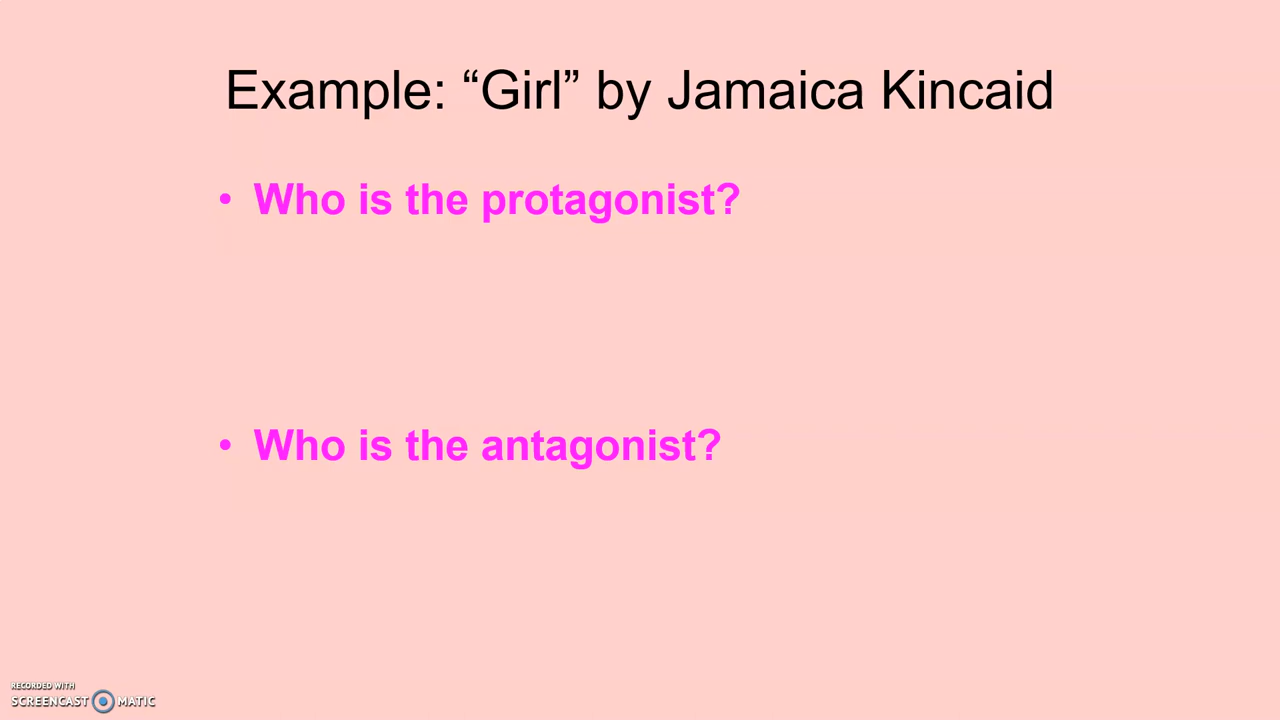 Example: “Girl” by Jamaica Kincaid
• Who is the protagonist?
• Who is the antagonist?
RECORDED WITH
SCREENCAST MATIC